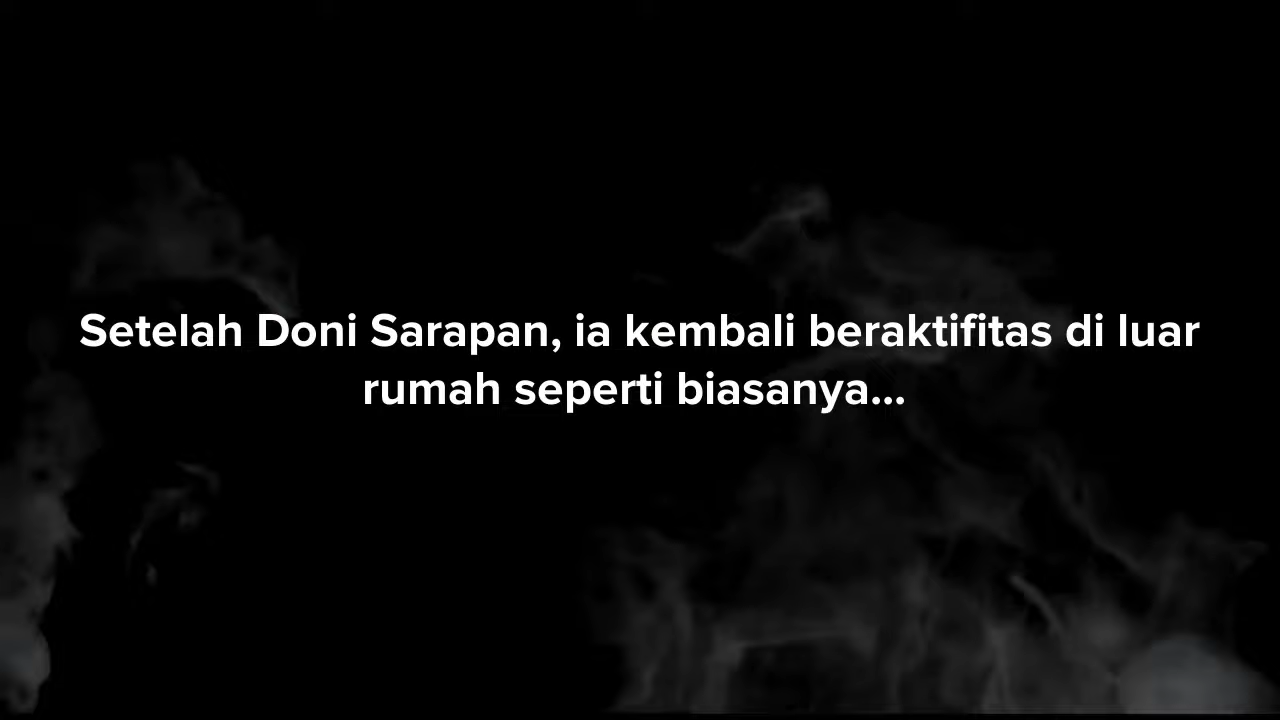 Setelah Doni Sarapan, ia kembali beraktifitas di luar
rumah seperti biasanya...